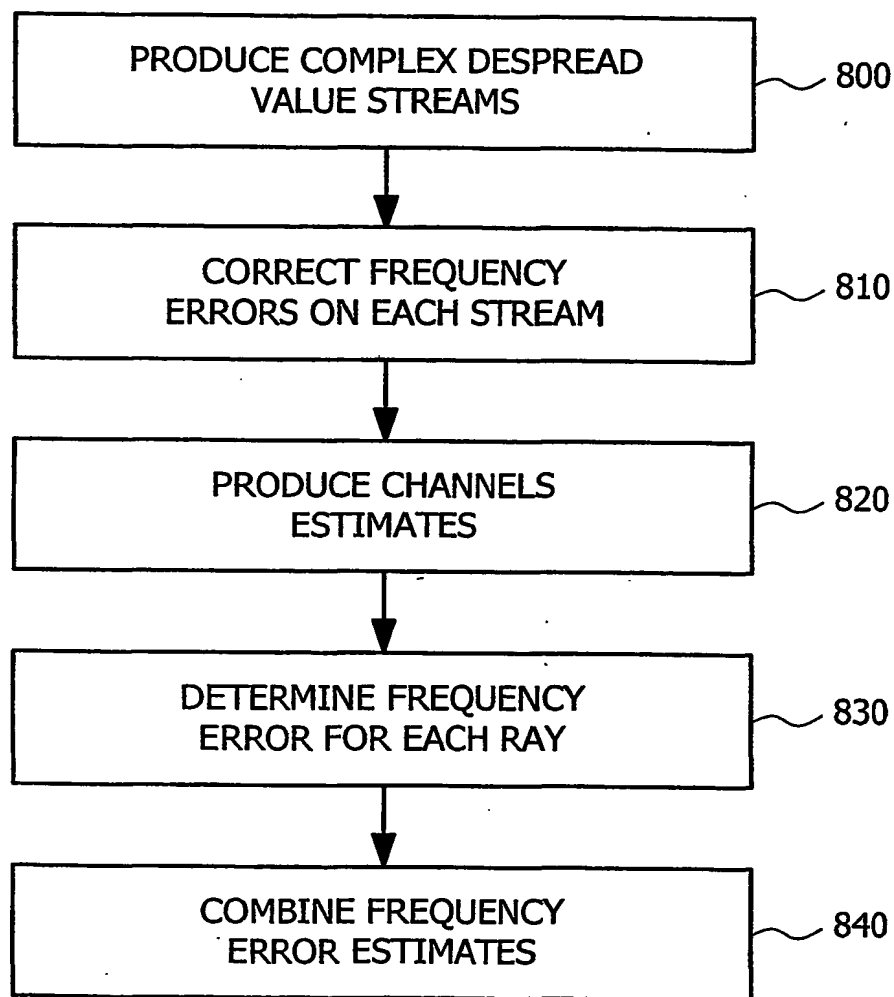 PRODUCE COMPLEX DESPREAD
VALUE STREAMS
800
CORRECT FREQUENCY
ERRORS ON EACH STREAM
810
PRODUCE CHANNELS
ESTIMATES
820
DETERMINE FREQUENCY
ERROR FOR EACH RAY
830
COMBINE FREQUENCY
ERROR ESTIMATES
840